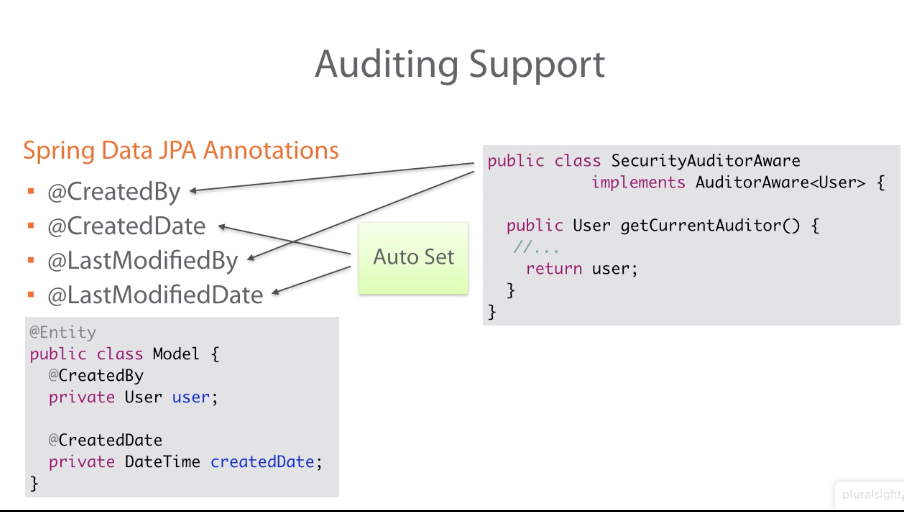 Auditing Support
Spring Data JPA Annotations
▪ @CreatedBy
▪ @CreatedDate
▪ @LastModifiedBy
▪ @LastModifiedDate
Auto Set
public class SecurityAuditorAware
implements AuditorAware<User> {
public User getCurrentAuditor() {
//...
return user;
}
}
@Entity
public class Model {
@CreatedBy
private User user;
@CreatedDate
private DateTime createdDate;
}
pluralsight